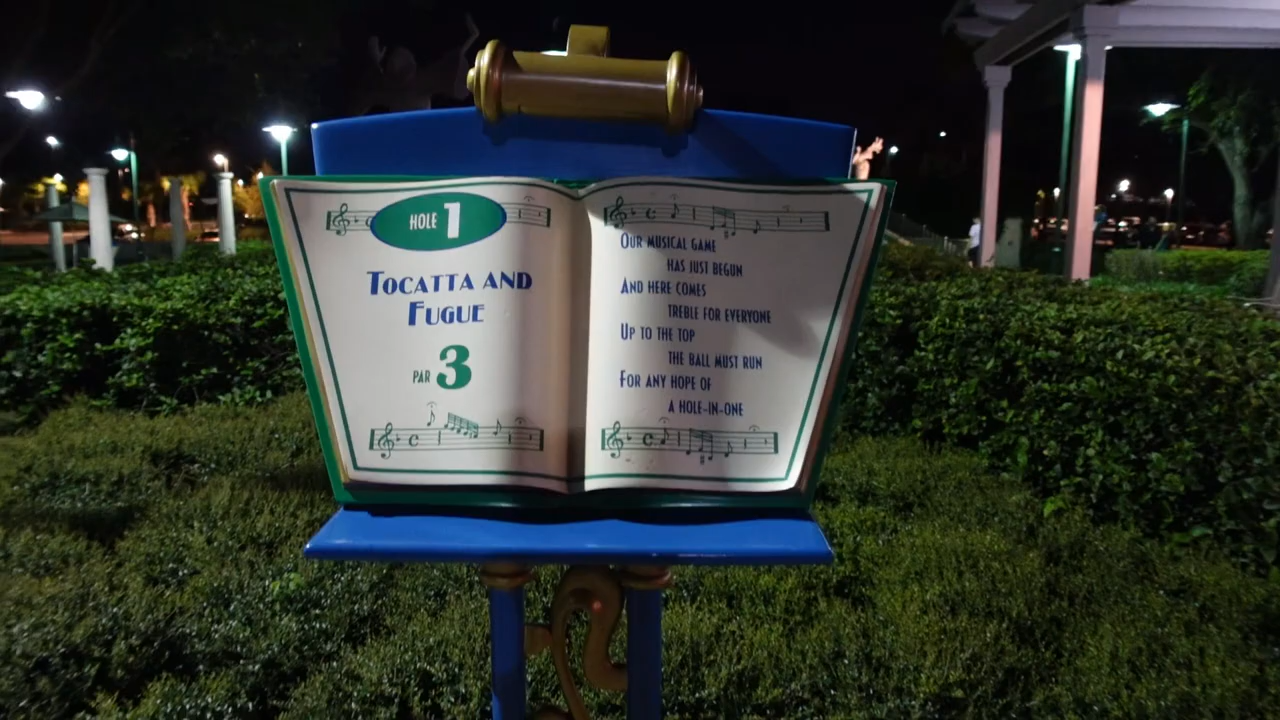 HOLE 1
TOCATTA AND
FUGUE
PAR 3
OUR MUSICAL GAME
HAS JUST BEGUN
AND HERE COMES
TREBLE FOR EVERYONE
UP TO THE TOP
THE BALL MUST RUN
FOR ANY HOPE OF
A HOLE-IN-ONE